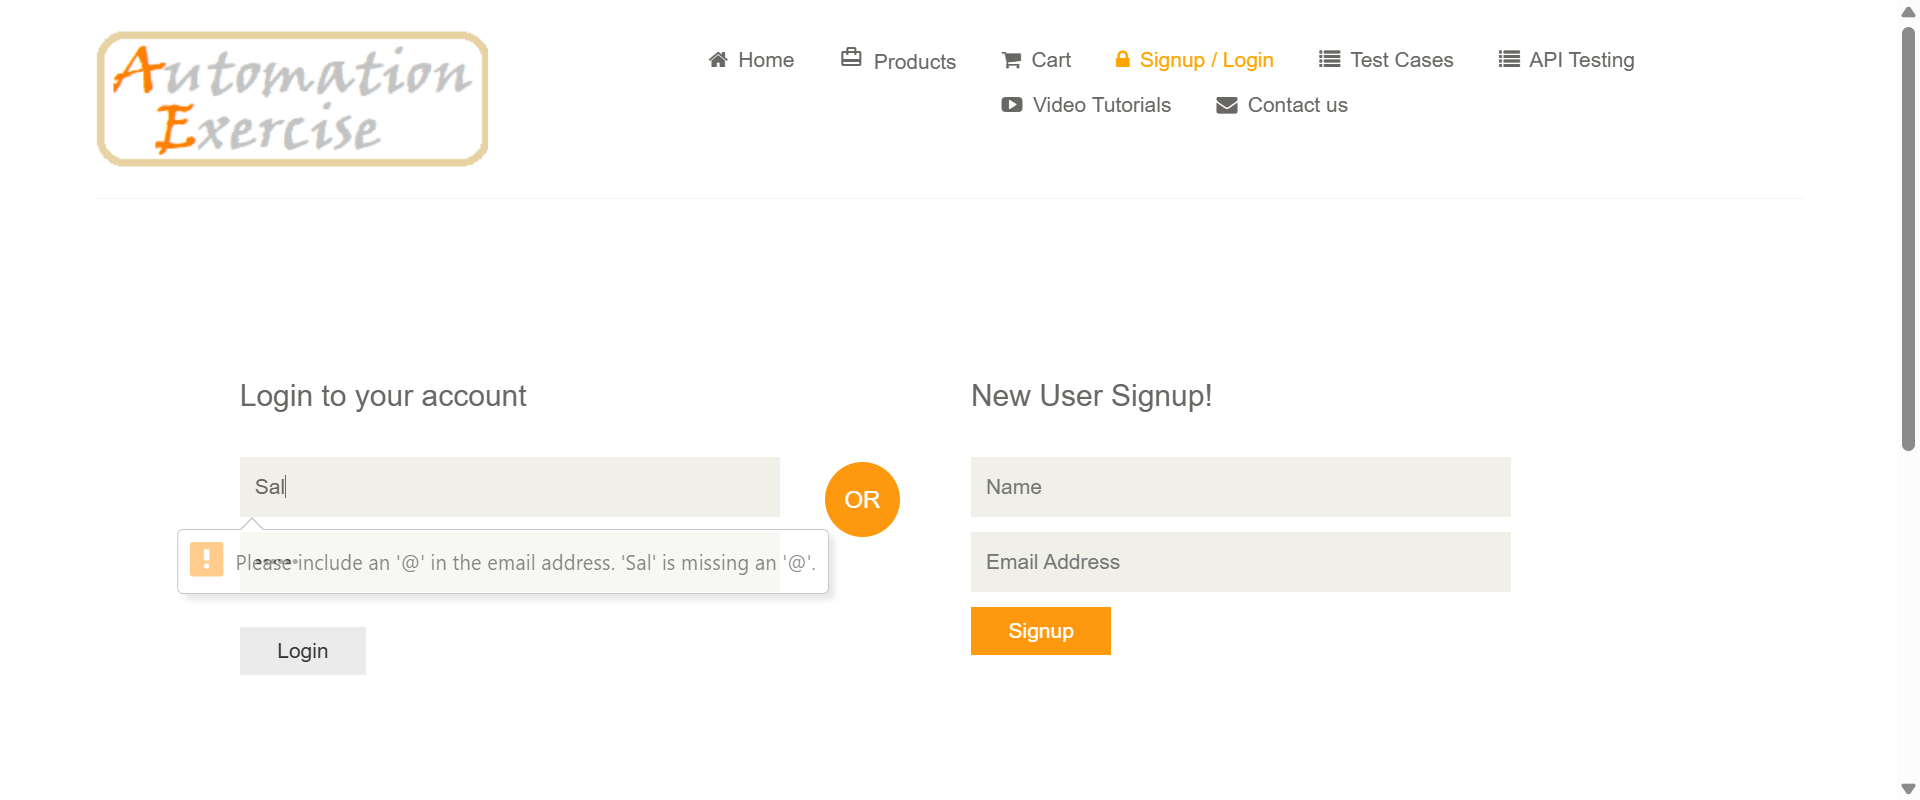 Automation
Exercise
Home
Products
Cart
Signup / Login
Test Cases
API Testing
Video Tutorials
Contact us
Login to your account
New User Signup!
Sal
OR
Name
Please include an '@' in the email address. 'Sal' is missing an '@'.
Email Address
Login
Signup